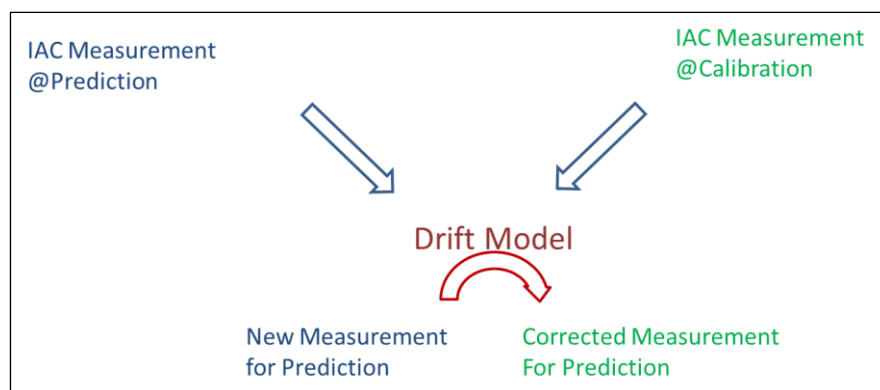 IAC Measurement
@Prediction
IAC Measurement
@Calibration
Drift Model
New Measurement
for Prediction
Corrected Measurement
For Prediction